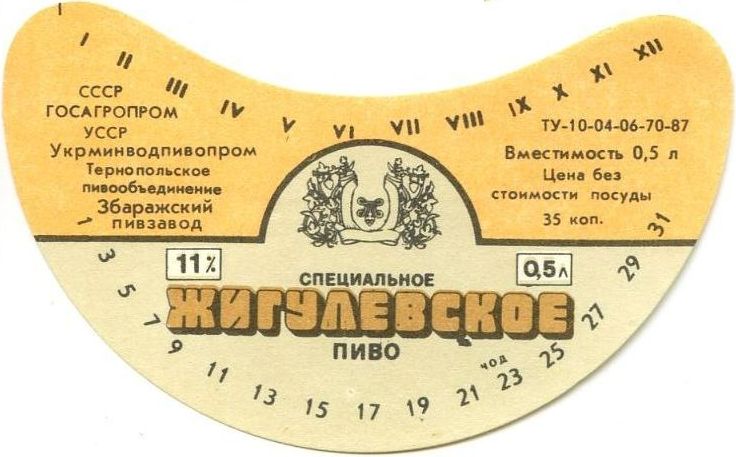 I II III IV V VI VII VIII IX X XI XII
СССР
ГОСАГРОПРОМ
УССР
Укрминводпивопром
Тернопольское
пивообъединение
Збаражский
пивзавод
ТУ-10-04-06-70-87
Вместимость 0,5 л
Цена без
стоимости посуды
35 коп.
11%
0,5л
СПЕЦИАЛЬНОЕ
ЖИГУЛЕВСКОЕ
ПИВО
чод
1 3 5 7 9 11 13 15 17 19 21 23 25 27 29 31